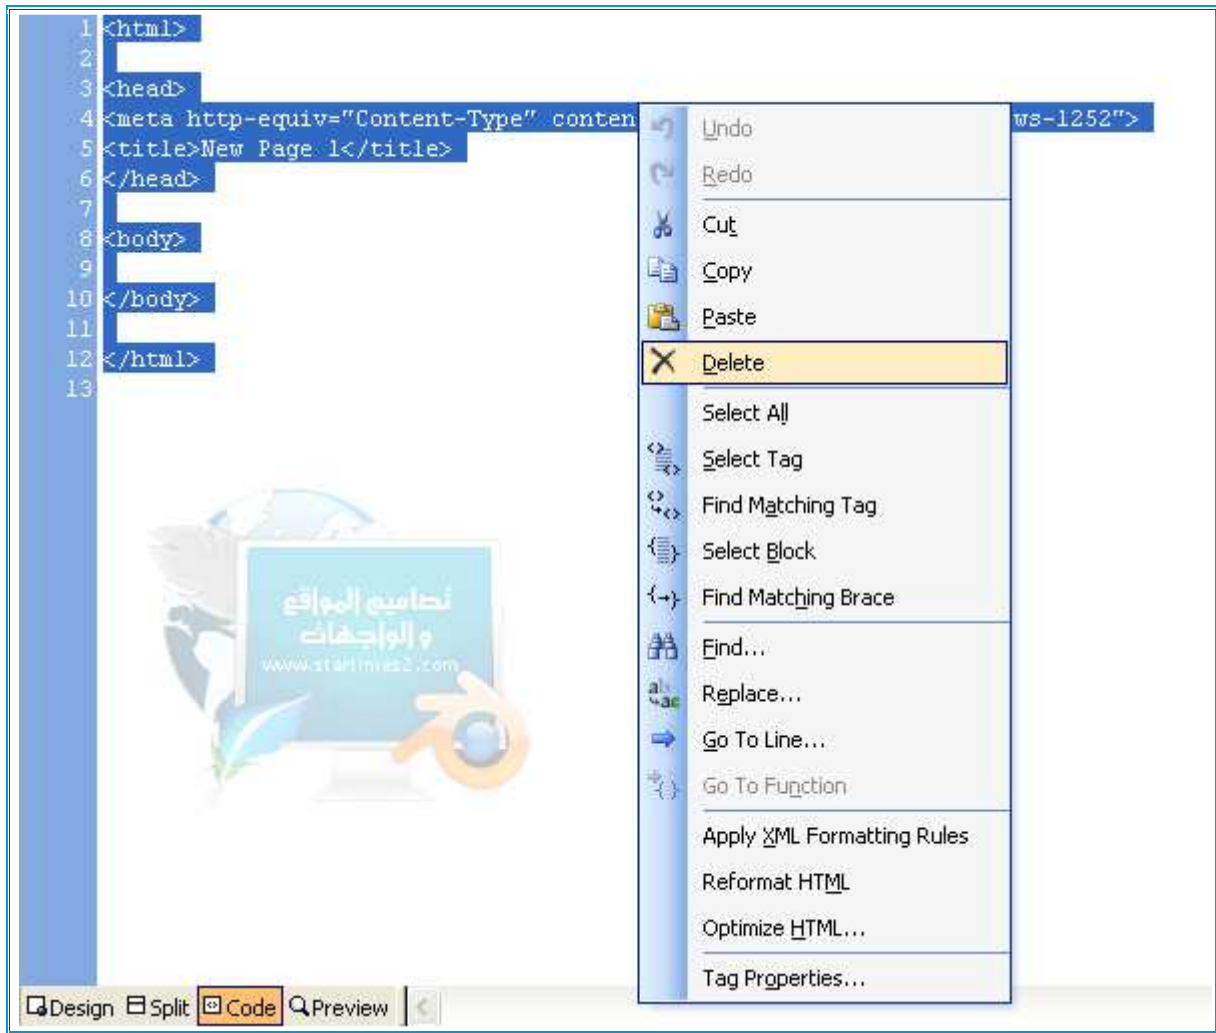 1 <html>
2
3 <head>
4 <meta http-equiv="Content-Type" conten ws-1252">
5 <title>New Page 1</title>
6 </head>
7
8 <body>
9
10 </body>
11
12 </html>
13
Undo
Redo
Cut
Copy
Paste
Delete
Select All
Select Tag
Find Matching Tag
Select Block
Find Matching Brace
Find...
Replace...
Go To Line...
Go To Function
Apply XML Formatting Rules
Reformat HTML
Optimize HTML...
Tag Properties...
تصاميم المواقع
و الواجهات
www.startimes2.com
Design Split Code Preview